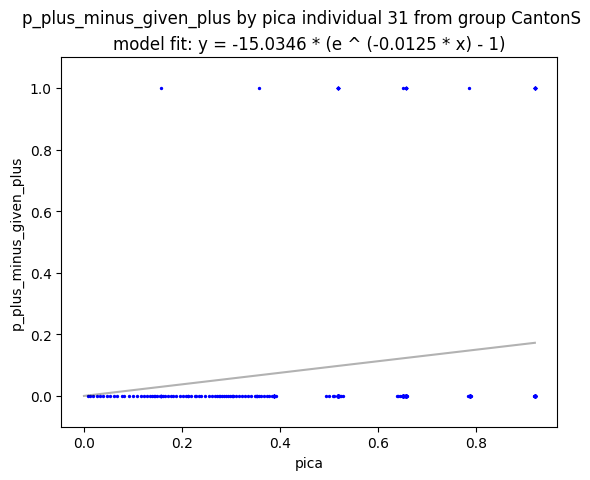 p_plus_minus_given_plus by pica individual 31 from group CantonS
model fit: y = -15.0346 * (e ^ (-0.0125 * x) - 1)
1.0
0.8
0.6
0.4
0.2
0.0
p_plus_minus_given_plus
0.0 0.2 0.4 0.6 0.8
pica